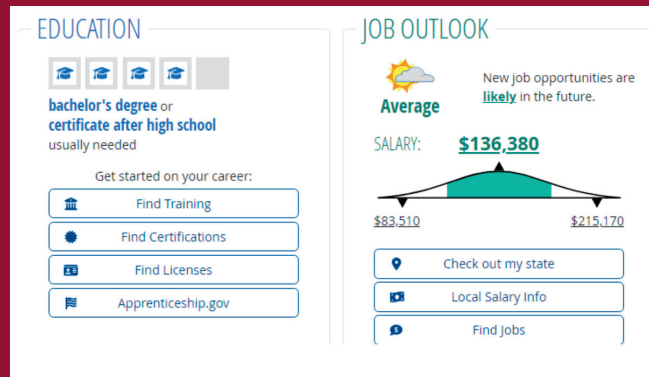 EDUCATION
bachelor's degree or
certificate after high school
usually needed
Get started on your career:
Find Training
Find Certifications
Find Licenses
Apprenticeship.gov
JOB OUTLOOK
Average
New job opportunities are
likely in the future.
SALARY: $136,380
$83,510 $215,170
Check out my state
Local Salary Info
Find Jobs